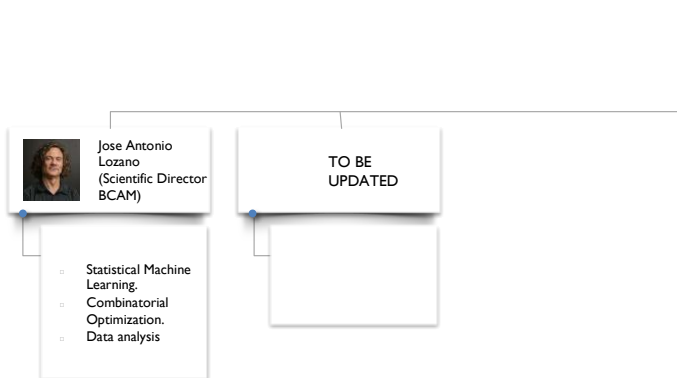 Jose Antonio
Lozano
(Scientific Director
BCAM)
TO BE
UPDATED
Statistical Machine
Learning.
Combinatorial
Optimization.
Data analysis